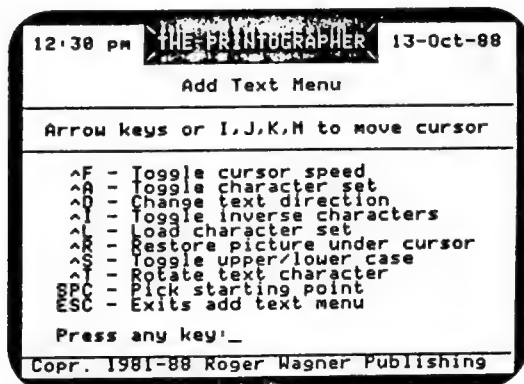 12:30 pm THE PRINTOGRAPHER 13-Oct-88
Add Text Menu
Arrow keys or I,J,K,M to move cursor
^F - Toggle cursor speed
^A - Toggle character set
^D - Change text direction
^I - Toggle inverse characters
^L - Load character set
^R - Restore picture under cursor
^S - Toggle upper/lower case
^T - Rotate text character
SPC - Pick starting point
ESC - Exits add text menu
Press any key:_
Copr. 1981-88 Roger Wagner Publishing